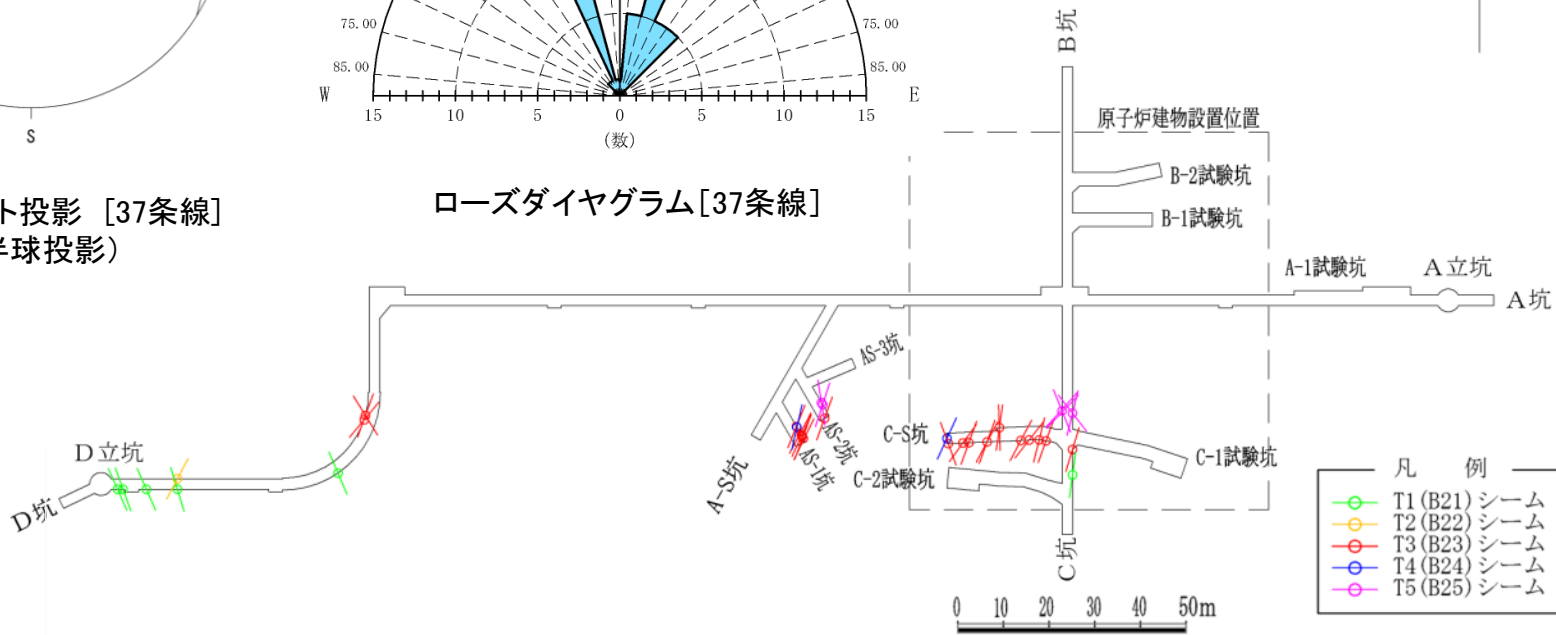 75.00
75.00
85.00
85.00
W
E
15
10
5
0
5
10
15
(数)
S
ト投影 [37条線]
半球投影)
ローズダイヤグラム[37条線]
B坑
原子炉建物設置位置
B-2試験坑
B-1試験坑
A-1試験坑
A立坑
A坑
AS-3坑
AS-2坑
AS-1坑
A-S坑
C-S坑
C-2試験坑
C-1試験坑
C坑
D立坑
D坑
凡 例
T1(B21)シーム
T2(B22)シーム
T3(B23)シーム
T4(B24)シーム
T5(B25)シーム
0 10 20 30 40 50m